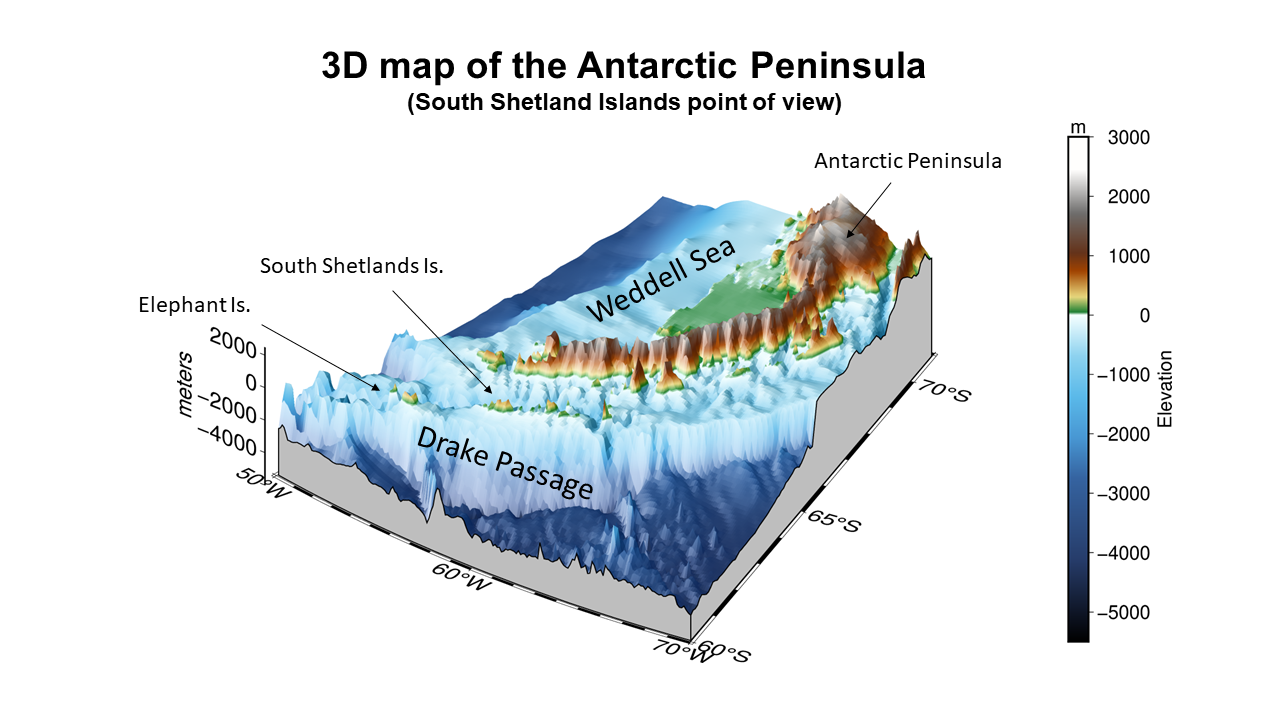 3D map of the Antarctic Peninsula
(South Shetland Islands point of view)
m
3000
2000
1000
0
−1000
−2000
−3000
−4000
−5000
Elevation
Antarctic Peninsula
Weddell Sea
South Shetlands Is.
Elephant Is.
2000
0
−2000
−4000
meters
Drake Passage
50°W
60°W
70°W
60°S
65°S
70°S